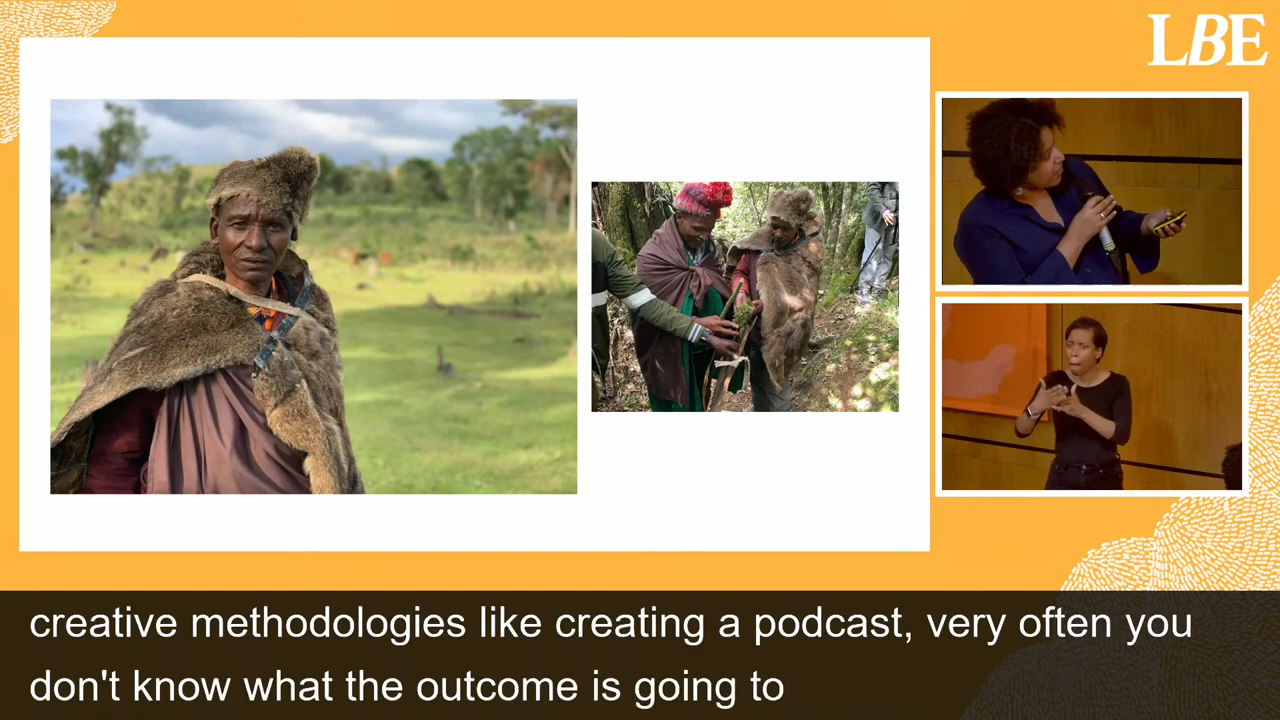 LBE
creative methodologies like creating a podcast, very often you
don't know what the outcome is going to